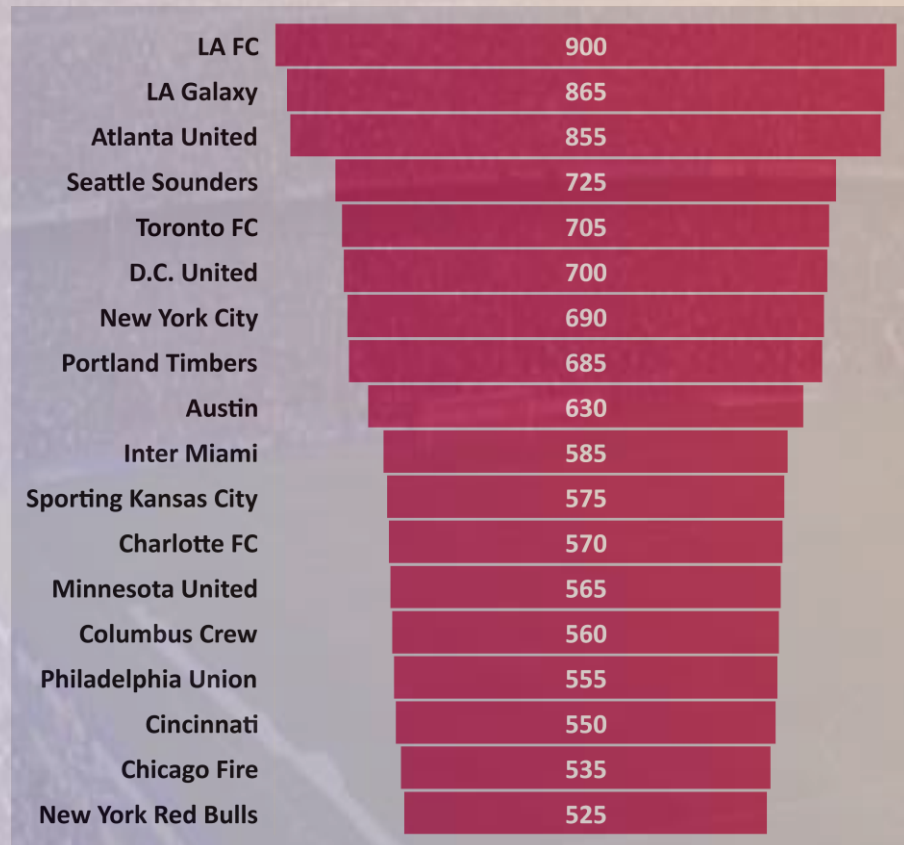 LA FC 900
LA Galaxy 865
Atlanta United 855
Seattle Sounders 725
Toronto FC 705
D.C. United 700
New York City 690
Portland Timbers 685
Austin 630
Inter Miami 585
Sporting Kansas City 575
Charlotte FC 570
Minnesota United 565
Columbus Crew 560
Philadelphia Union 555
Cincinnati 550
Chicago Fire 535
New York Red Bulls 525